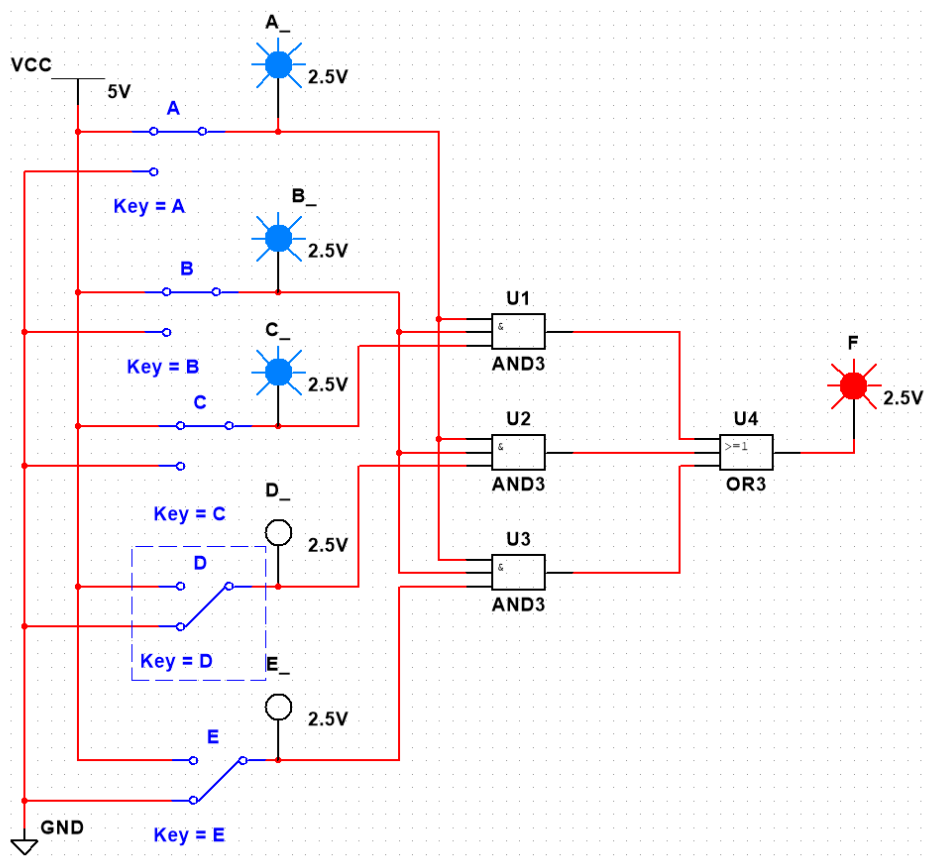 A_
VCC
2.5V
5V
A
Key = A
B_
2.5V
B
Key = B
C_
2.5V
C
Key = C
U1
&
AND3
F
2.5V
U2
&
AND3
U4
>=1
OR3
D_
2.5V
D
Key = D
U3
&
AND3
E_
2.5V
E
Key = E
GND